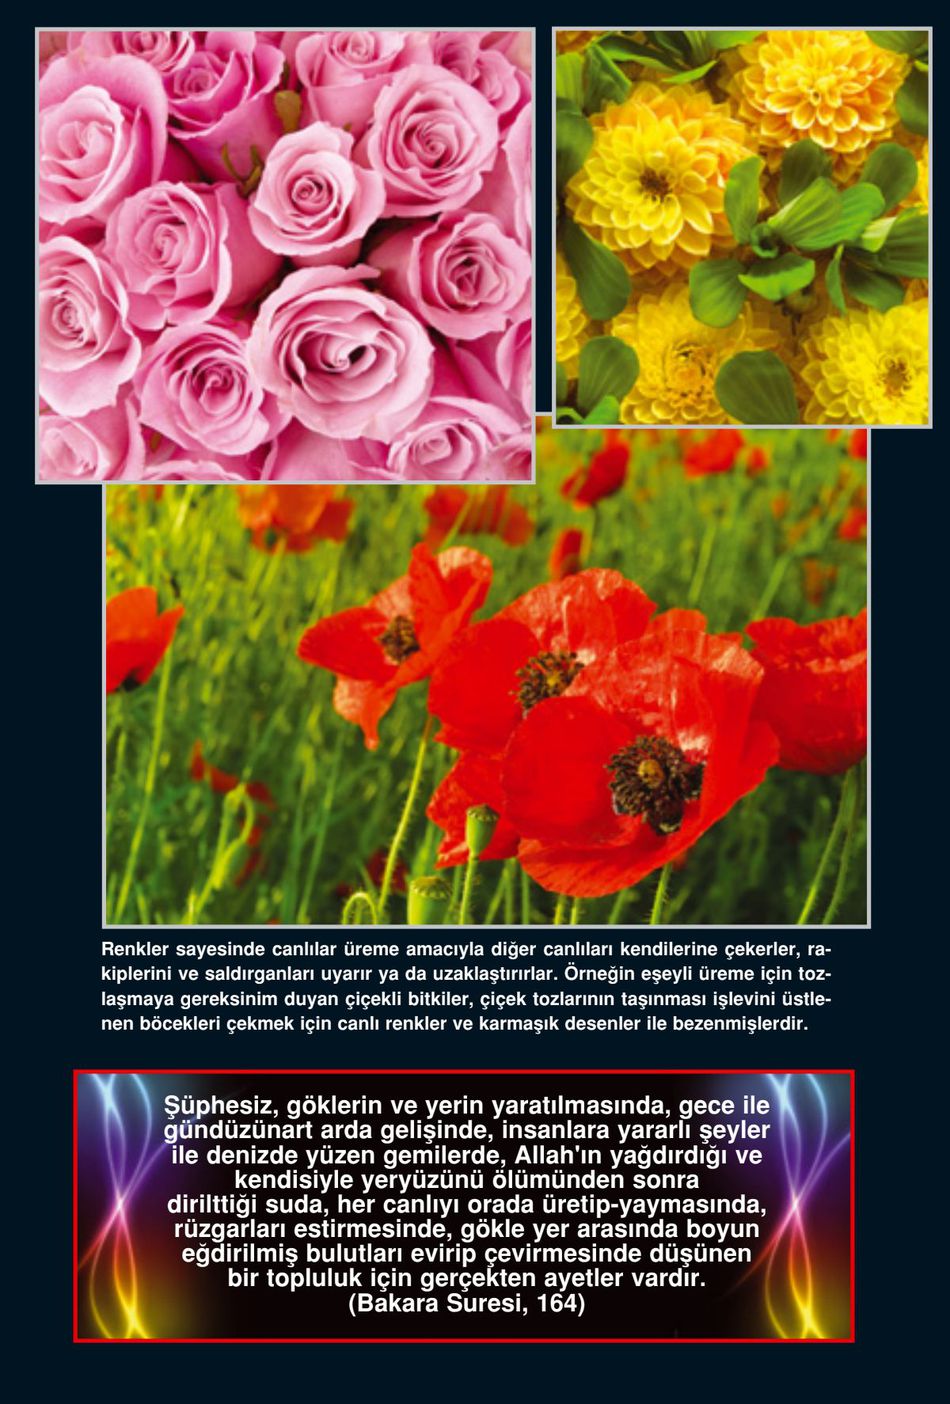 Renkler sayesinde canlılar üreme amacıyla diğer canlıları kendilerine çekerler, ra-
kiplerini ve saldırganları uyarır ya da uzaklaştırırlar. Örneğin eşeyli üreme için toz-
laşmaya gereksinim duyan çiçekli bitkiler, çiçek tozlarının taşınması işlevini üstle-
nen böcekleri çekmek için canlı renkler ve karmaşık desenler ile bezenmişlerdir.
Şüphesiz, göklerin ve yerin yaratılmasında, gece ile
gündüzünart arda gelişinde, insanlara yararlı şeyler
ile denizde yüzen gemilerde, Allah'ın yağdırdığı ve
kendisiyle yeryüzünü ölümünden sonra
dirilttiği suda, her canlıyı orada üretip-yaymasında,
rüzgarları estirmesinde, gökle yer arasında boyun
eğdirilmiş bulutları evirip çevirmesinde düşünen
bir topluluk için gerçekten ayetler vardır.
(Bakara Suresi, 164)